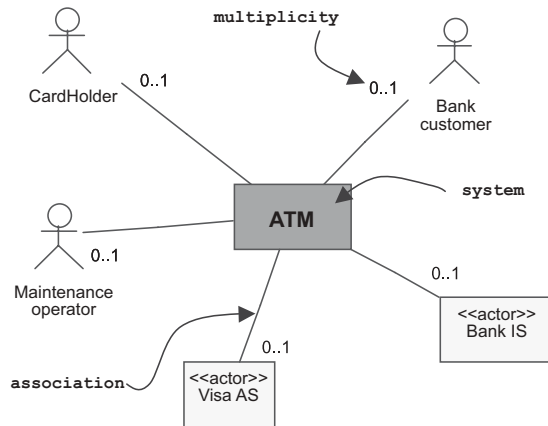 multiplicity
0..1
CardHolder
0..1
Bank
customer
system
ATM
0..1
Maintenance
operator
0..1
<<actor>>
Bank IS
association
0..1
<<actor>>
Visa AS